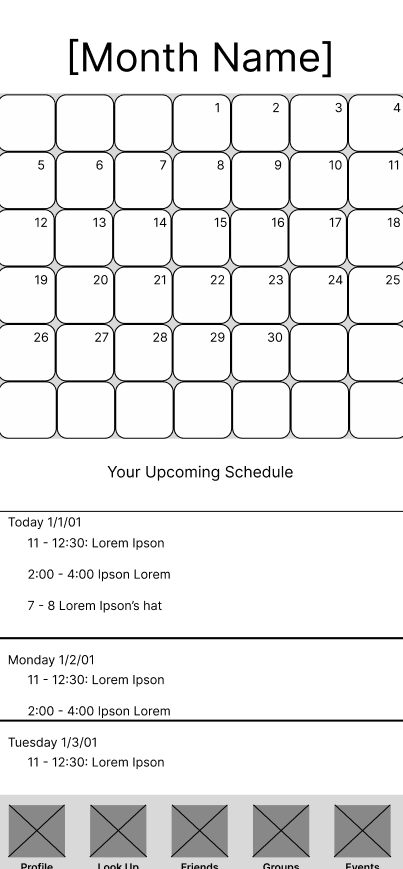 [Month Name]
1 2 3 4
5 6 7 8 9 10 11
12 13 14 15 16 17 18
19 20 21 22 23 24 25
26 27 28 29 30
Your Upcoming Schedule
Today 1/1/01
11 - 12:30: Lorem Ipson
2:00 - 4:00 Ipson Lorem
7 - 8 Lorem Ipson’s hat
Monday 1/2/01
11 - 12:30: Lorem Ipson
2:00 - 4:00 Ipson Lorem
Tuesday 1/3/01
11 - 12:30: Lorem Ipson
Profile Look Up Friends Groups Events